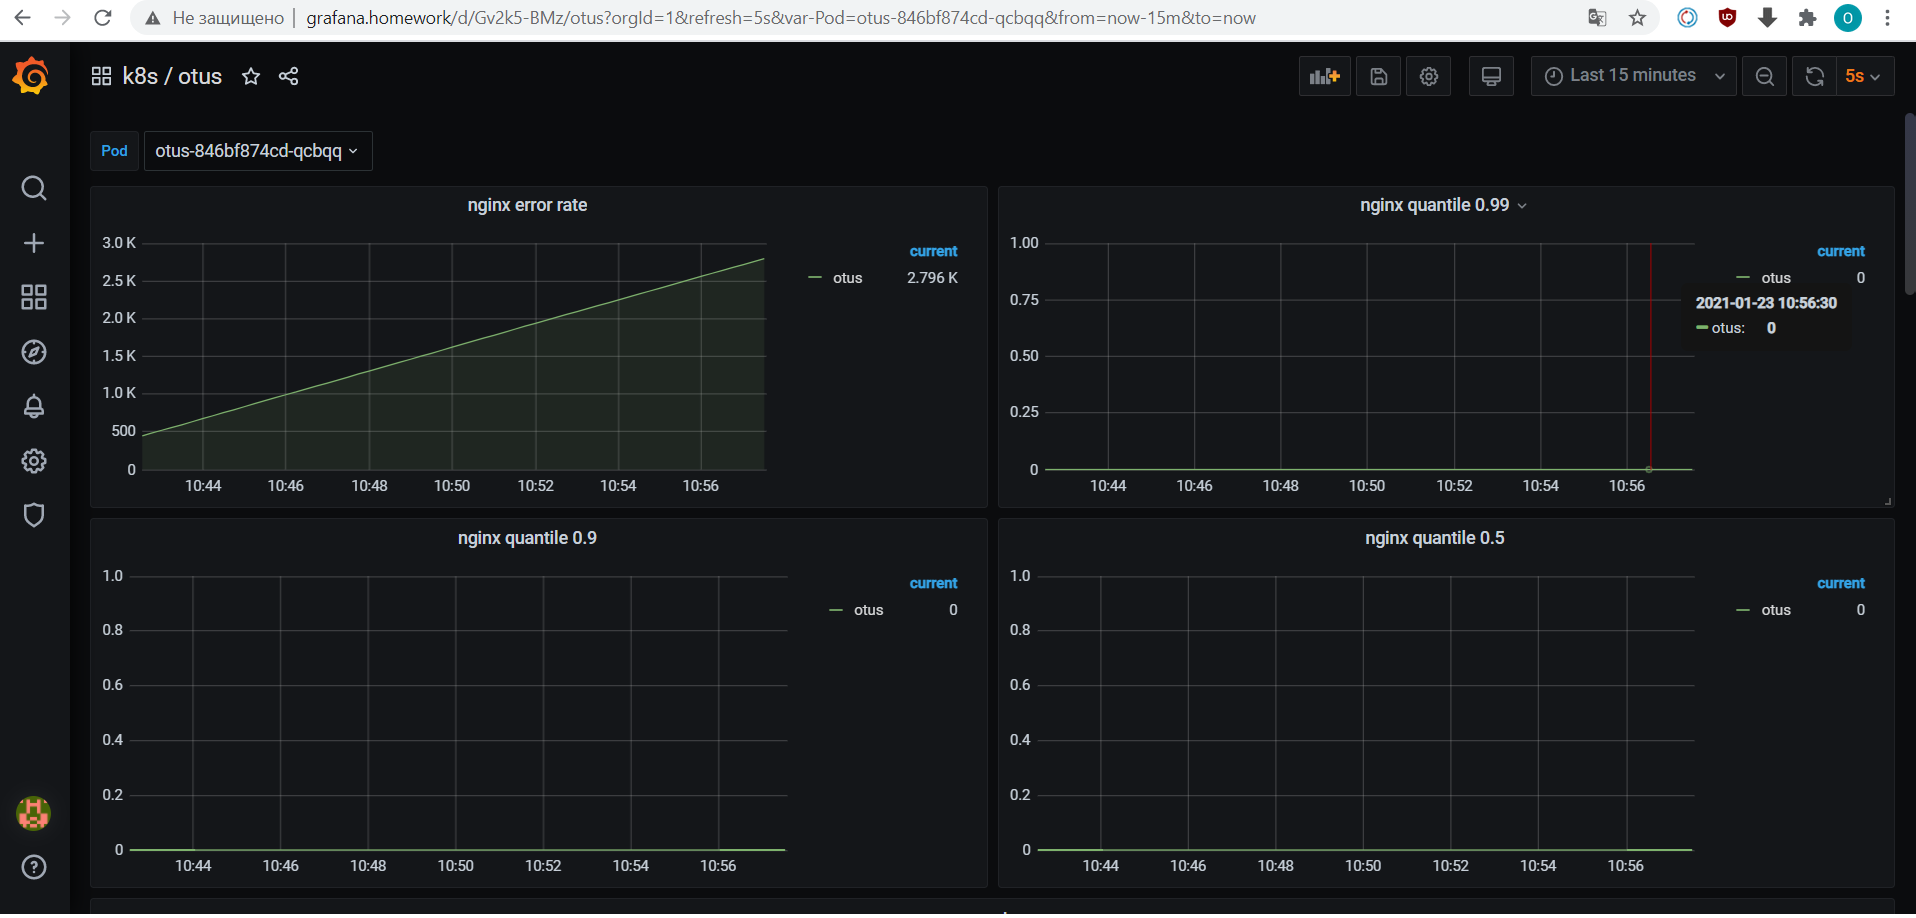 Не защищено | grafana.homework/d/Gv2k5-BMz/otus?orgId=1&refresh=5s&var-Pod=otus-846bf874cd-qcbqq&from=now-15m&to=now
O
k8s / otus
Last 15 minutes
5s
Pod
otus-846bf874cd-qcbqq
nginx error rate
3.0 K
2.5 K
2.0 K
1.5 K
1.0 K
500
0
10:44 10:46 10:48 10:50 10:52 10:54 10:56
current
otus 2.796 K
nginx quantile 0.99
1.00
0.75
0.50
0.25
0
10:44 10:46 10:48 10:50 10:52 10:54 10:56
current
otus 0
2021-01-23 10:56:30
otus: 0
nginx quantile 0.9
1.0
0.8
0.6
0.4
0.2
0
10:44 10:46 10:48 10:50 10:52 10:54 10:56
current
otus 0
nginx quantile 0.5
1.0
0.8
0.6
0.4
0.2
0
10:44 10:46 10:48 10:50 10:52 10:54 10:56
current
otus 0